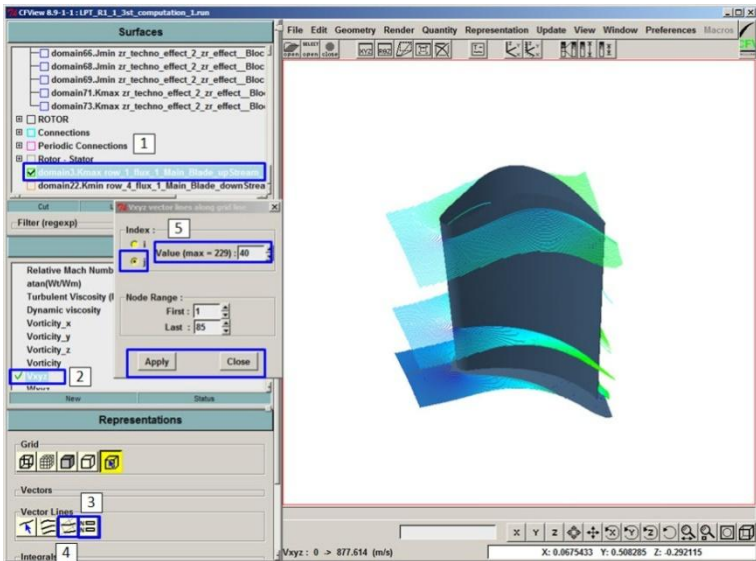 CFView 8.9-1-1 : LPT_R1_1_3st_computation_1.run
Surfaces
File Edit Geometry Render Quantity Representation Update View Window Preferences Macros
domain66.Jmin zr_techno_effect_2_zr_effect__Bloc
domain68.Jmin zr_techno_effect_2_zr_effect__Bloc
domain69.Jmin zr_techno_effect_2_zr_effect__Bloc
domain71.Kmax zr_techno_effect_2_zr_effect__Bloc
domain73.Kmax zr_techno_effect_2_zr_effect__Blo
ROTOR
Connections
Periodic Connections
1
Rotor - Stator
domain3.Kmax row_1_flux_1_Main_Blade_upStream
domain22.Kmin row_4_flux_1_Main_Blade_downStrea
Cut
Filter (regexp)
Vxyz vector lines along grid line
Index :
5
i
j
Value (max = 229) : 40
Node Range :
First : 1
Last : 85
Apply
Close
Relative Mach Numb
atan(Wt/Wm)
Turbulent Viscosity (
Dynamic viscosity
Vorticity_x
Vorticity_y
Vorticity_z
Vorticity
Vxyz
2
Wxyz
New
Status
Representations
Grid
Vectors
3
Vector Lines
4
Integrals
X Y Z
Vxyz : 0 -> 877.614 (m/s)
X: 0.0675433 Y: 0.508285 Z: -0.292115